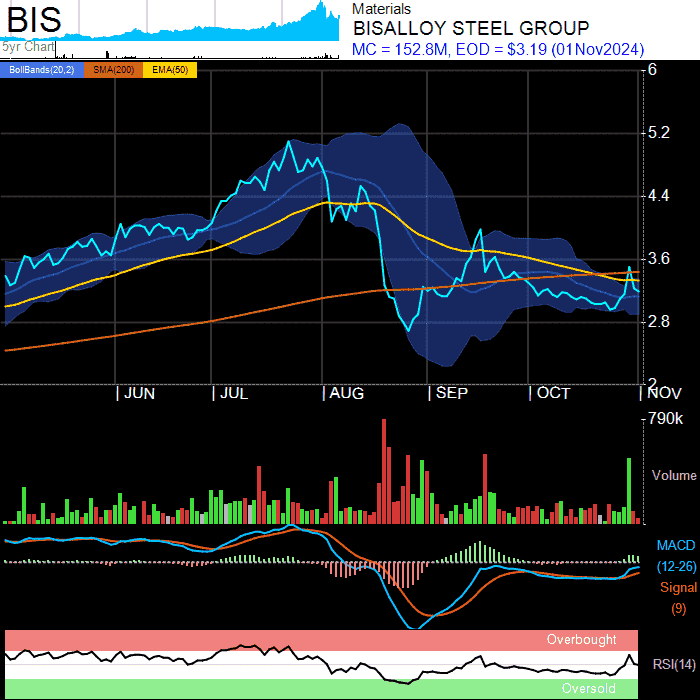 BIS
Materials
BISALLOY STEEL GROUP
5yr Chart
MC = 152.8M, EOD = $3.19 (01Nov2024)
BollBands(20,2) SMA(200) EMA(50)
6
5.2
4.4
3.6
2.8
2
JUN JUL AUG SEP OCT NOV
790k
Volume
MACD
(12-26)
Signal
(9)
Overbought
RSI(14)
Oversold